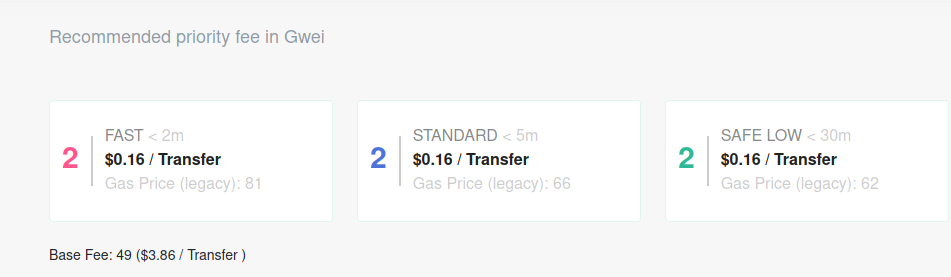 Recommended priority fee in Gwei
2
FAST < 2m
$0.16 / Transfer
Gas Price (legacy): 81
2
STANDARD < 5m
$0.16 / Transfer
Gas Price (legacy): 66
2
SAFE LOW < 30m
$0.16 / Transfer
Gas Price (legacy): 62
Base Fee: 49 ($3.86 / Transfer )